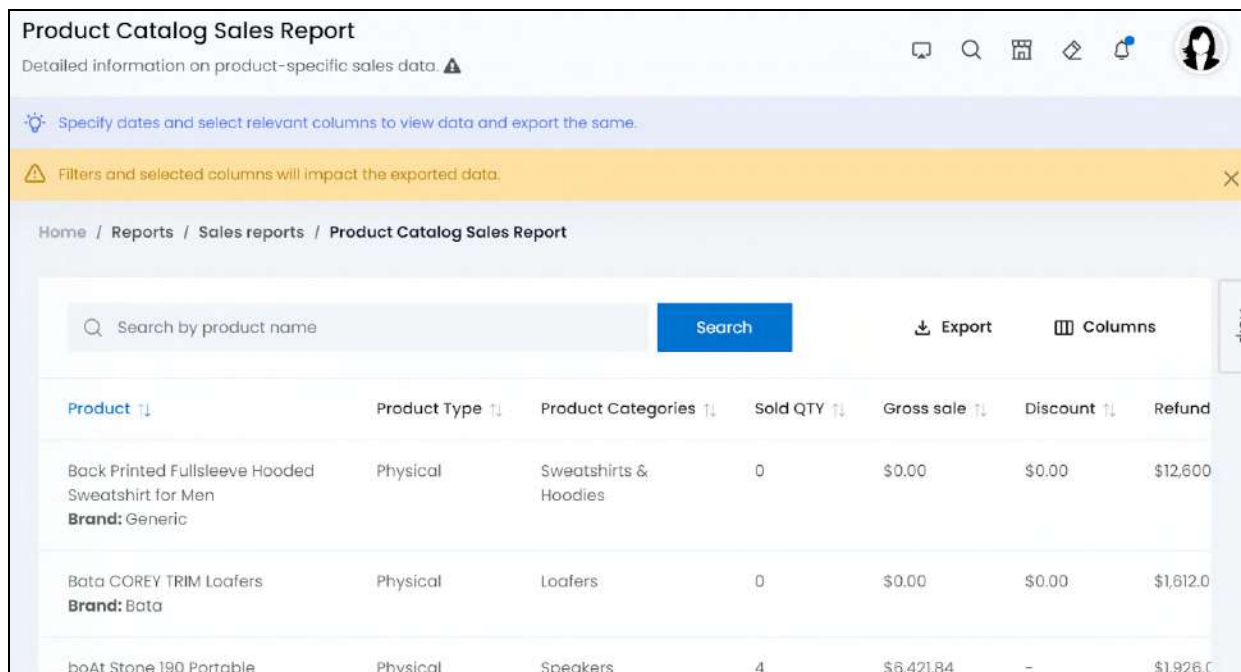 Product Catalog Sales Report
Detailed information on product-specific sales data.
Specify dates and select relevant columns to view data and export the same.
Filters and selected columns will impact the exported data.
Home / Reports / Sales reports / Product Catalog Sales Report
Search by product name Search Export Columns
Product Product Type Product Categories Sold QTY Gross sale Discount Refund
Back Printed Fullsleeve Hooded Physical Sweatshirts & 0 $0.00 $0.00 $12,600
Sweatshirt for Men Hoodies
Brand: Generic
Bata COREY TRIM Loafers Physical Loafers 0 $0.00 $0.00 $1,612.0
Brand: Bata
boAt Stone 190 Portable Physical Speakers 4 $6,421.84 - $1,926.0